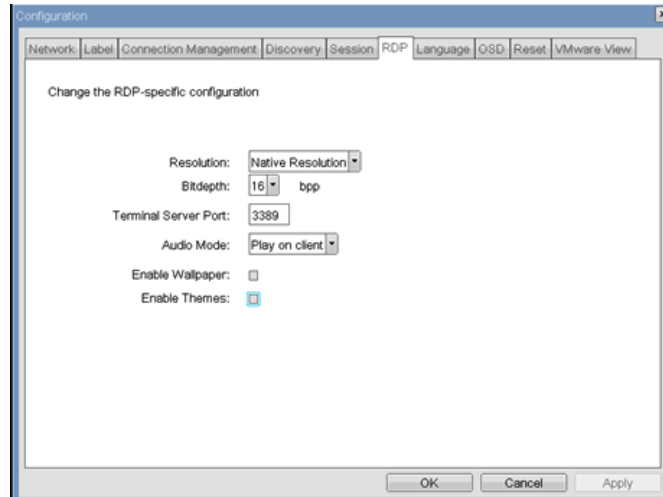 Configuration
Network Label Connection Management Discovery Session RDP Language OSD Reset VMware View
Change the RDP-specific configuration
Resolution: Native Resolution
Bitdepth: 16 bpp
Terminal Server Port: 3389
Audio Mode: Play on client
Enable Wallpaper:
Enable Themes:
OK Cancel Apply